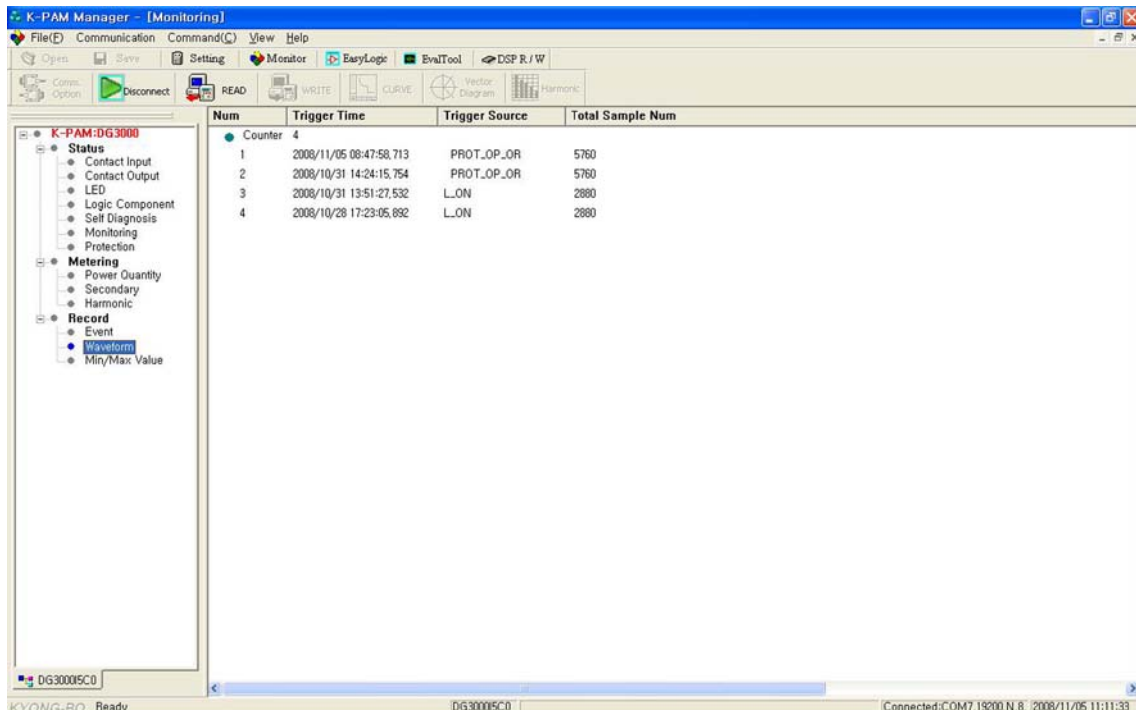 K-PAM Manager - [Monitoring]
File(F) Communication Command(C) View Help
Open Save Setting Monitor EasyLogic EvalTool DSP R/W
Comm. Option Disconnect READ WRITE CURVE Vector Diagram Harmonic
Num Trigger Time Trigger Source Total Sample Num
K-PAM:DG3000
Status
Contact Input
Contact Output
LED
Logic Component
Self Diagnosis
Monitoring
Protection
Metering
Power Quantity
Secondary
Harmonic
Record
Event
Waveform
Min/Max Value
Counter 4
1 2008/11/05 08:47:58,713 PROT_OP_OR 5760
2 2008/10/31 14:24:15,754 PROT_OP_OR 5760
3 2008/10/31 13:51:27,532 L_ON 2880
4 2008/10/28 17:23:05,892 L_ON 2880
DG3000I5C0
KYONG-BO Ready DG3000I5C0 Connected:COM7,19200,N,8 2008/11/05 11:11:33